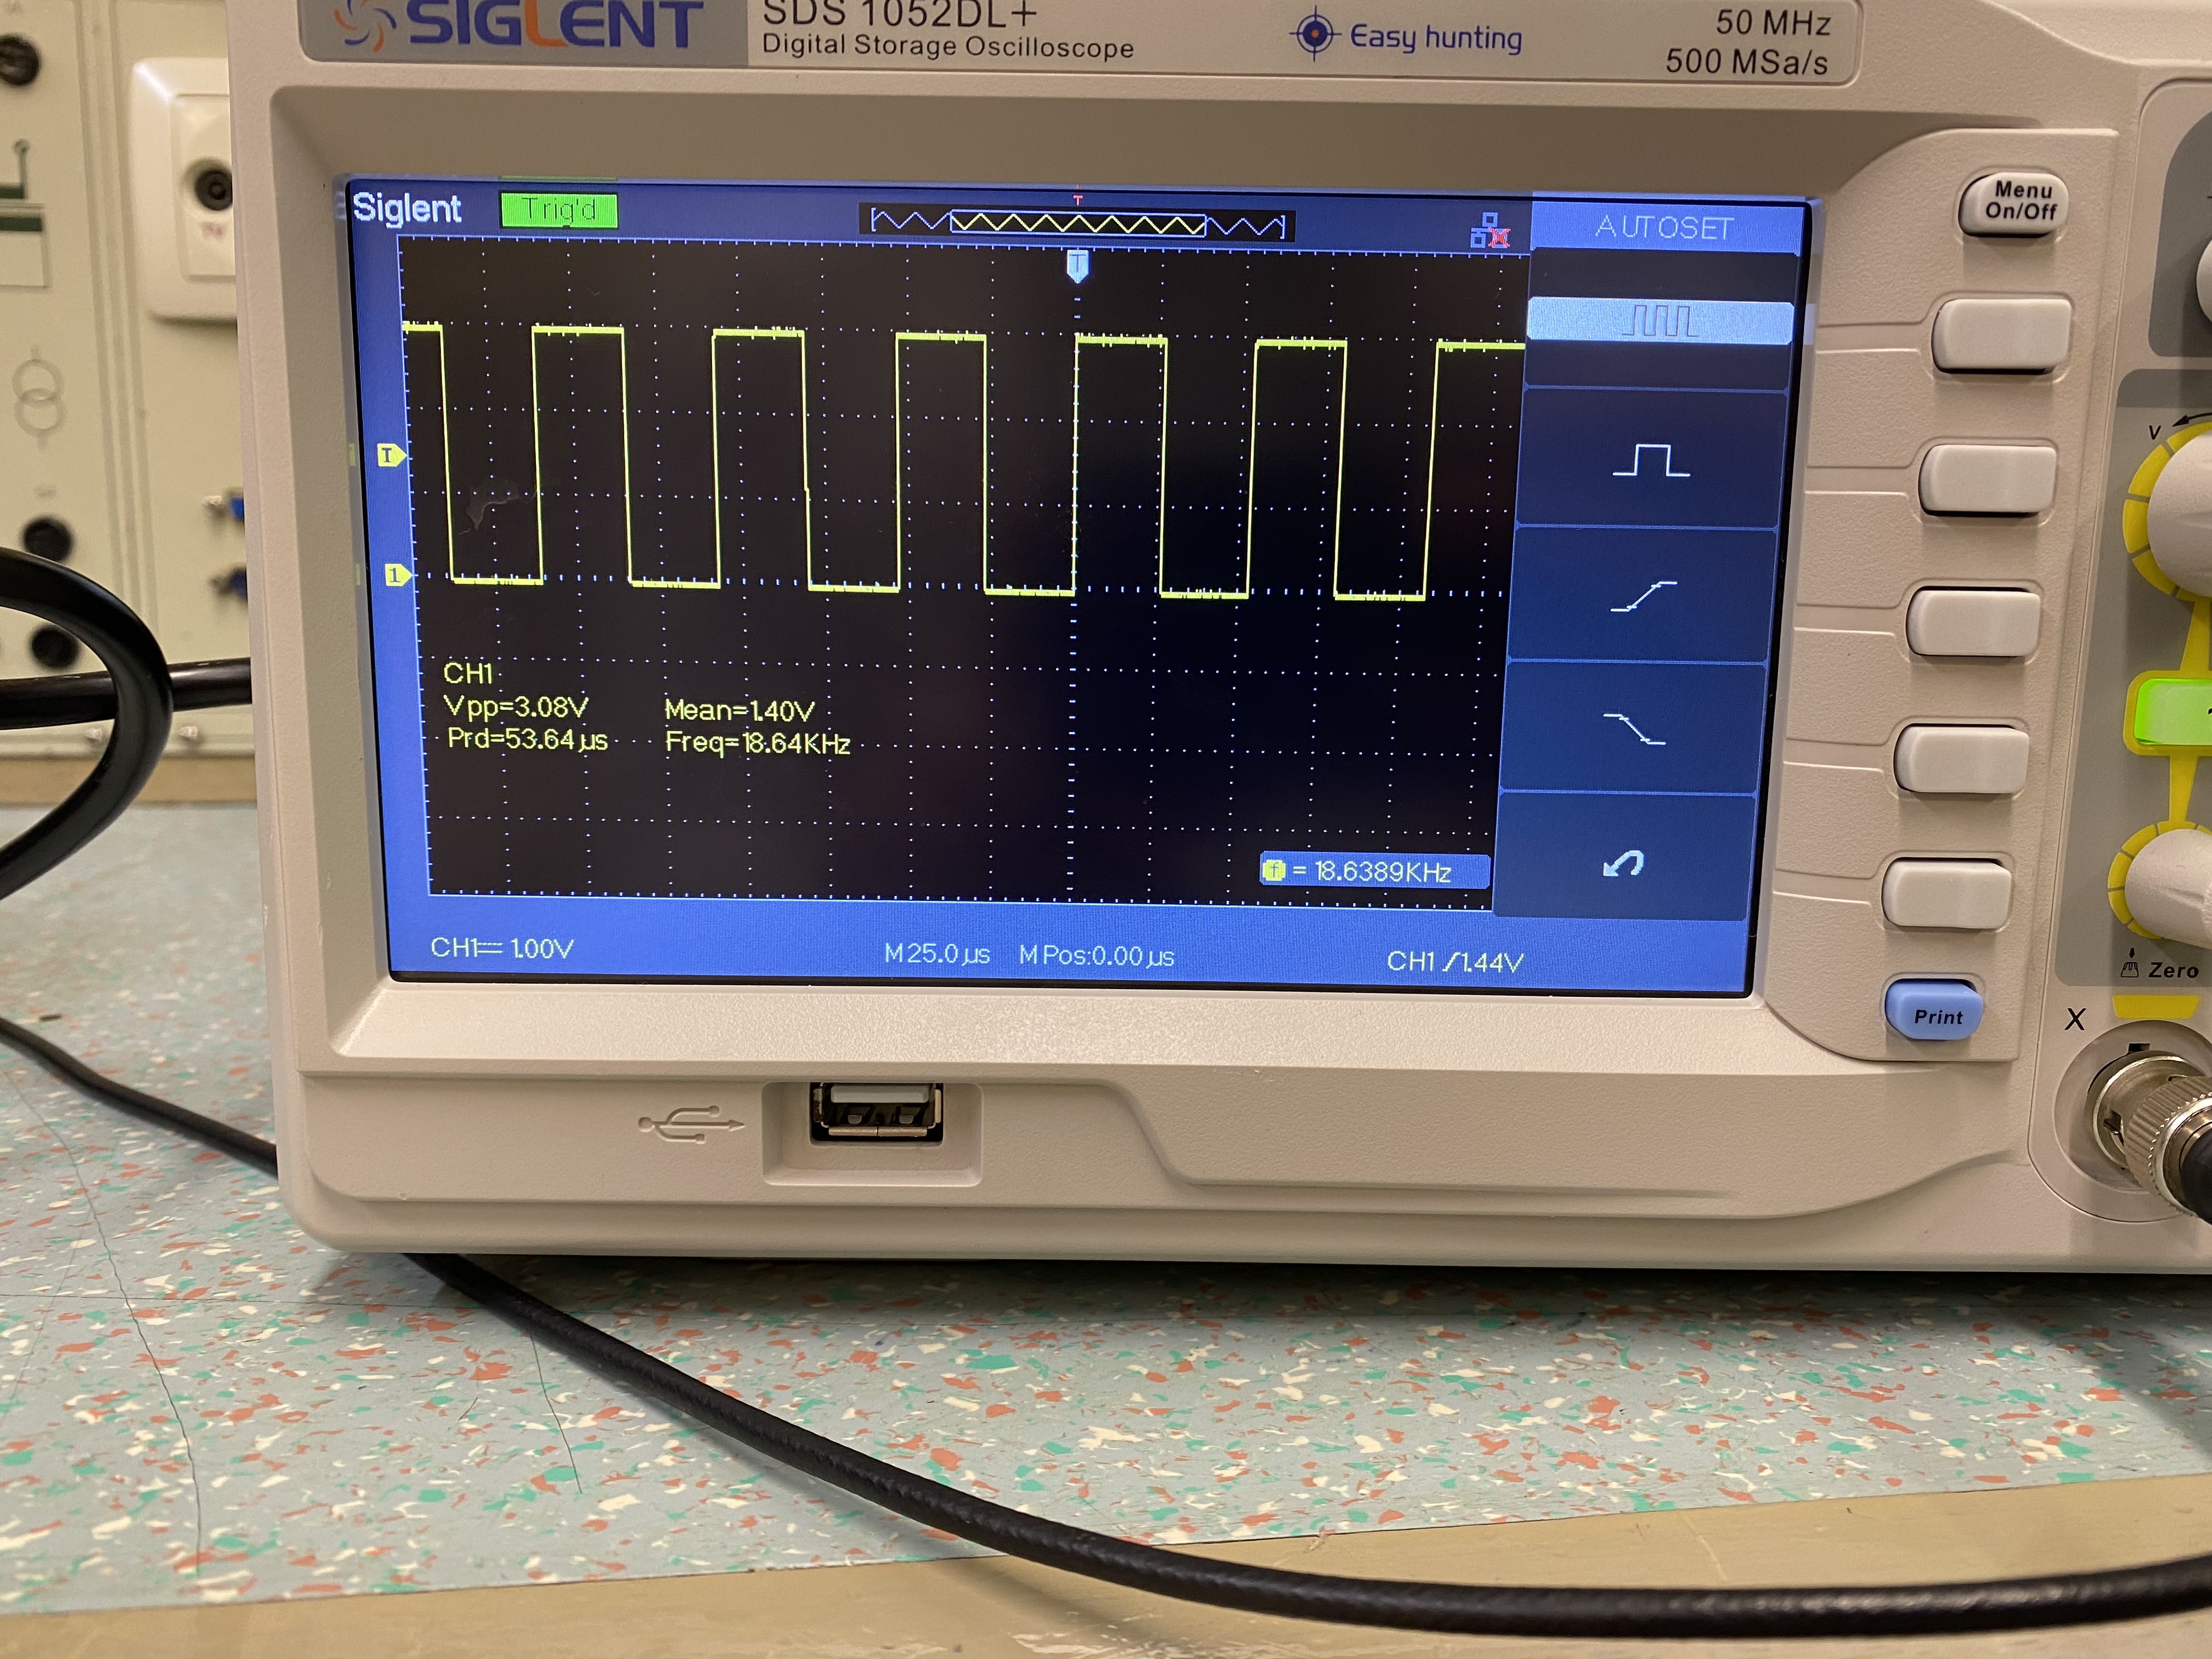 SIGLENT
SDS 1052DL+
Digital Storage Oscilloscope
Easy hunting
50 MHz
500 MSa/s
Siglent
Trig'd
T
AUTOSET
T
T
1
CH1
Vpp=3.08V Mean=1.40V
Prd=53.64µs Freq=18.64KHz
f = 18.6389KHz
CH1 1.00V
M 25.0µs M Pos:0.00µs
CH1 /1.44V
Menu
On/Off
Print
V
Zero
X